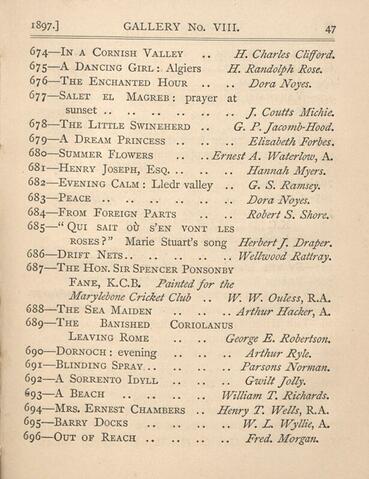 1897.] GALLERY No. VIII. 47
674—In a Cornish Valley .. H. Charles Clifford.
675—A Dancing Girl: Algiers H. Randolph Rose.
676—The Enchanted Hour .. .. Dora Noyes.
677—Salet el Magreb: prayer at
sunset .. .. .. .. .. .. J. Coutts Michie.
678—The Little Swineherd .. G. P. Jacomb-Hood.
679—A Dream Princess .. .. Elizabeth Forbes.
680—Summer Flowers .. .. Ernest A. Waterlow, A.
681—Henry Joseph, Esq. .. .. Hannah Myers.
682—Evening Calm: Lledr valley .. G. S. Ramsey.
683—Peace .. .. .. .. .. Dora Noyes.
684—From Foreign Parts .. Robert S. Shore.
685—"Qui sait où s'en vont les
roses?" Marie Stuart's song Herbert J. Draper.
686—Drift Nets.. .. .. .. Wellwood Rattray.
687—The Hon. Sir Spencer Ponsonby
Fane, K.C.B. Painted for the
Marylebone Cricket Club .. W. W. Ouless, R.A.
688—The Sea Maiden .. .. Arthur Hacker, A.
689—The Banished Coriolanus
leaving Rome .. .. George E. Robertson.
690—Dornoch: evening .. .. Arthur Ryle.
691—Blinding Spray.. .. .. Parsons Norman.
692—A Sorrento Idyll .. .. Gwilt Jolly.
693—A Beach .. .. .. William T. Richards.
694—Mrs. Ernest Chambers .. Henry T. Wells, R.A.
695—Barry Docks .. .. .. W. L. Wyllie, A.
696—Out of Reach .. .. .. .. Fred. Morgan.